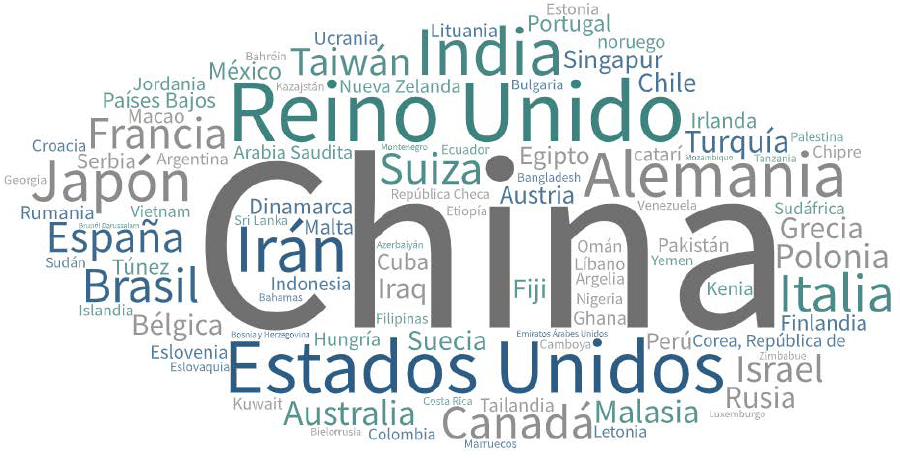 Estonia
Portugal
Lituania
Ucrania
India
noruego
Bahréin
Taiwán
Singapur
México
Kazajstán
Nueva Zelanda
Bulgaria
Chile
Jordania
Países Bajos
Reino Unido
Macao
Francia
Irlanda
Turquía
Palestina
Croacia
Serbia
Argentina
Arabia Saudita
Montenegro
Ecuador
Egipto
catarí
Mozambique
Tanzania
Chipre
Georgia
Japón
Suiza
Bangladesh
Alemania
República Checa
Austria
China
Rumania
Vietnam
Dinamarca
Etiopía
Venezuela
Sudáfrica
Brunéi Darussalam
Sri Lanka
Malta
Grecia
España
Irán
Azerbaiyán
Omán
Pakistán
Polonia
Sudán
Túnez
Cuba
Líbano
Yemen
Brasil
Indonesia
Iraq
Fiji
Argelia
Kenia
Italia
Bahamas
Nigeria
Islandia
Bélgica
Filipinas
Ghana
Finlandia
Bosnia y Herzegovina
Hungría
Suecia
Emiratos Árabes Unidos
Camboya
Perú
Corea, República de
Eslovenia
Eslovaquia
Estados Unidos
Zimbabue
Israel
Kuwait
Australia
Costa Rica
Canadá
Tailandia
Malasia
Rusia
Luxemburgo
Bielorrusia
Colombia
Marruecos
Letonia